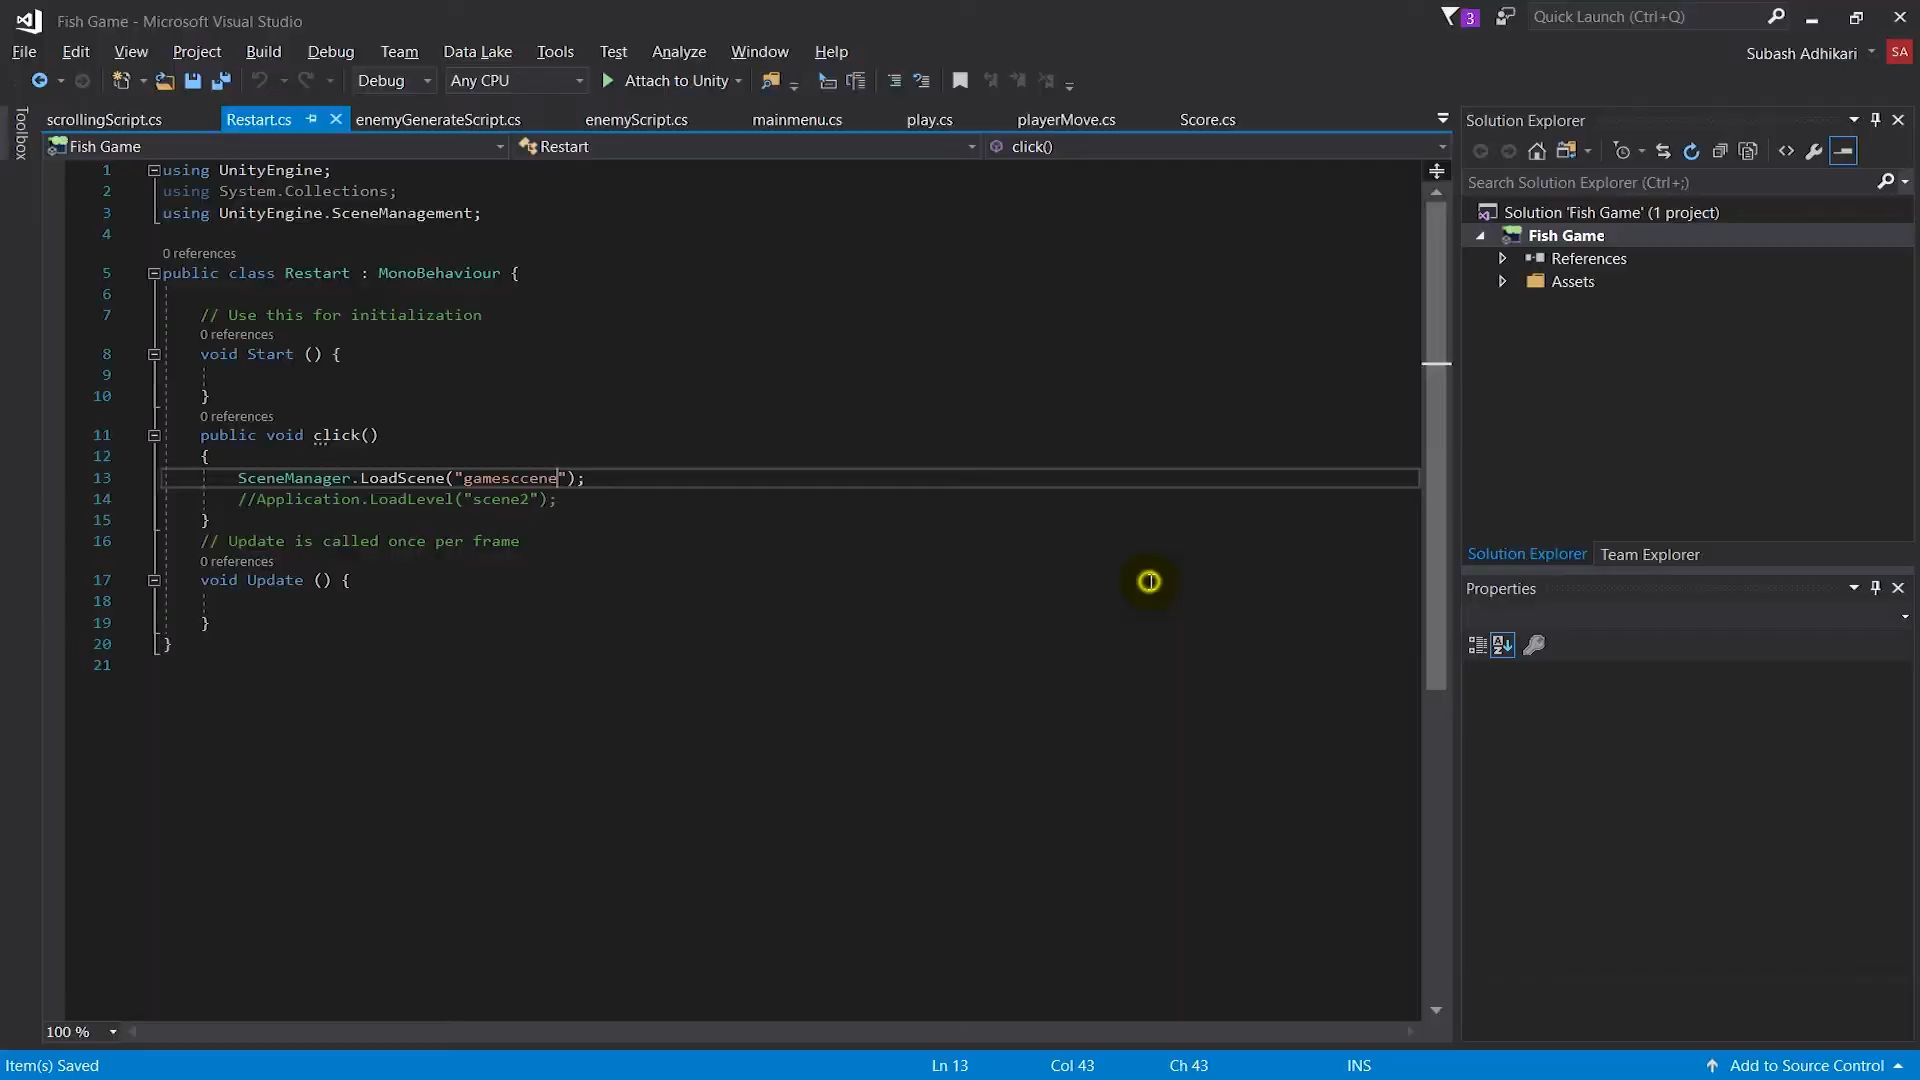 Fish Game - Microsoft Visual Studio
3
Quick Launch (Ctrl+Q)
File Edit View Project Build Debug Team Data Lake Tools Test Analyze Window Help
Subash Adhikari SA
Debug Any CPU Attach to Unity
Toolbox
scrollingScript.cs Restart.cs enemyGenerateScript.cs enemyScript.cs mainmenu.cs play.cs playerMove.cs Score.cs
Fish Game Restart click()
1 using UnityEngine;
2 using System.Collections;
3 using UnityEngine.SceneManagement;
4
0 references
5 public class Restart : MonoBehaviour {
6
7 // Use this for initialization
0 references
8 void Start () {
9
10 }
0 references
11 public void click()
12 {
13 SceneManager.LoadScene("gamesccene");
14 //Application.LoadLevel("scene2");
15 }
16 // Update is called once per frame
0 references
17 void Update () {
18
19 }
20 }
21
100 %
Solution Explorer
Search Solution Explorer (Ctrl+;)
Solution 'Fish Game' (1 project)
Fish Game
References
Assets
Solution Explorer Team Explorer
Properties
Item(s) Saved Ln 13 Col 43 Ch 43 INS Add to Source Control